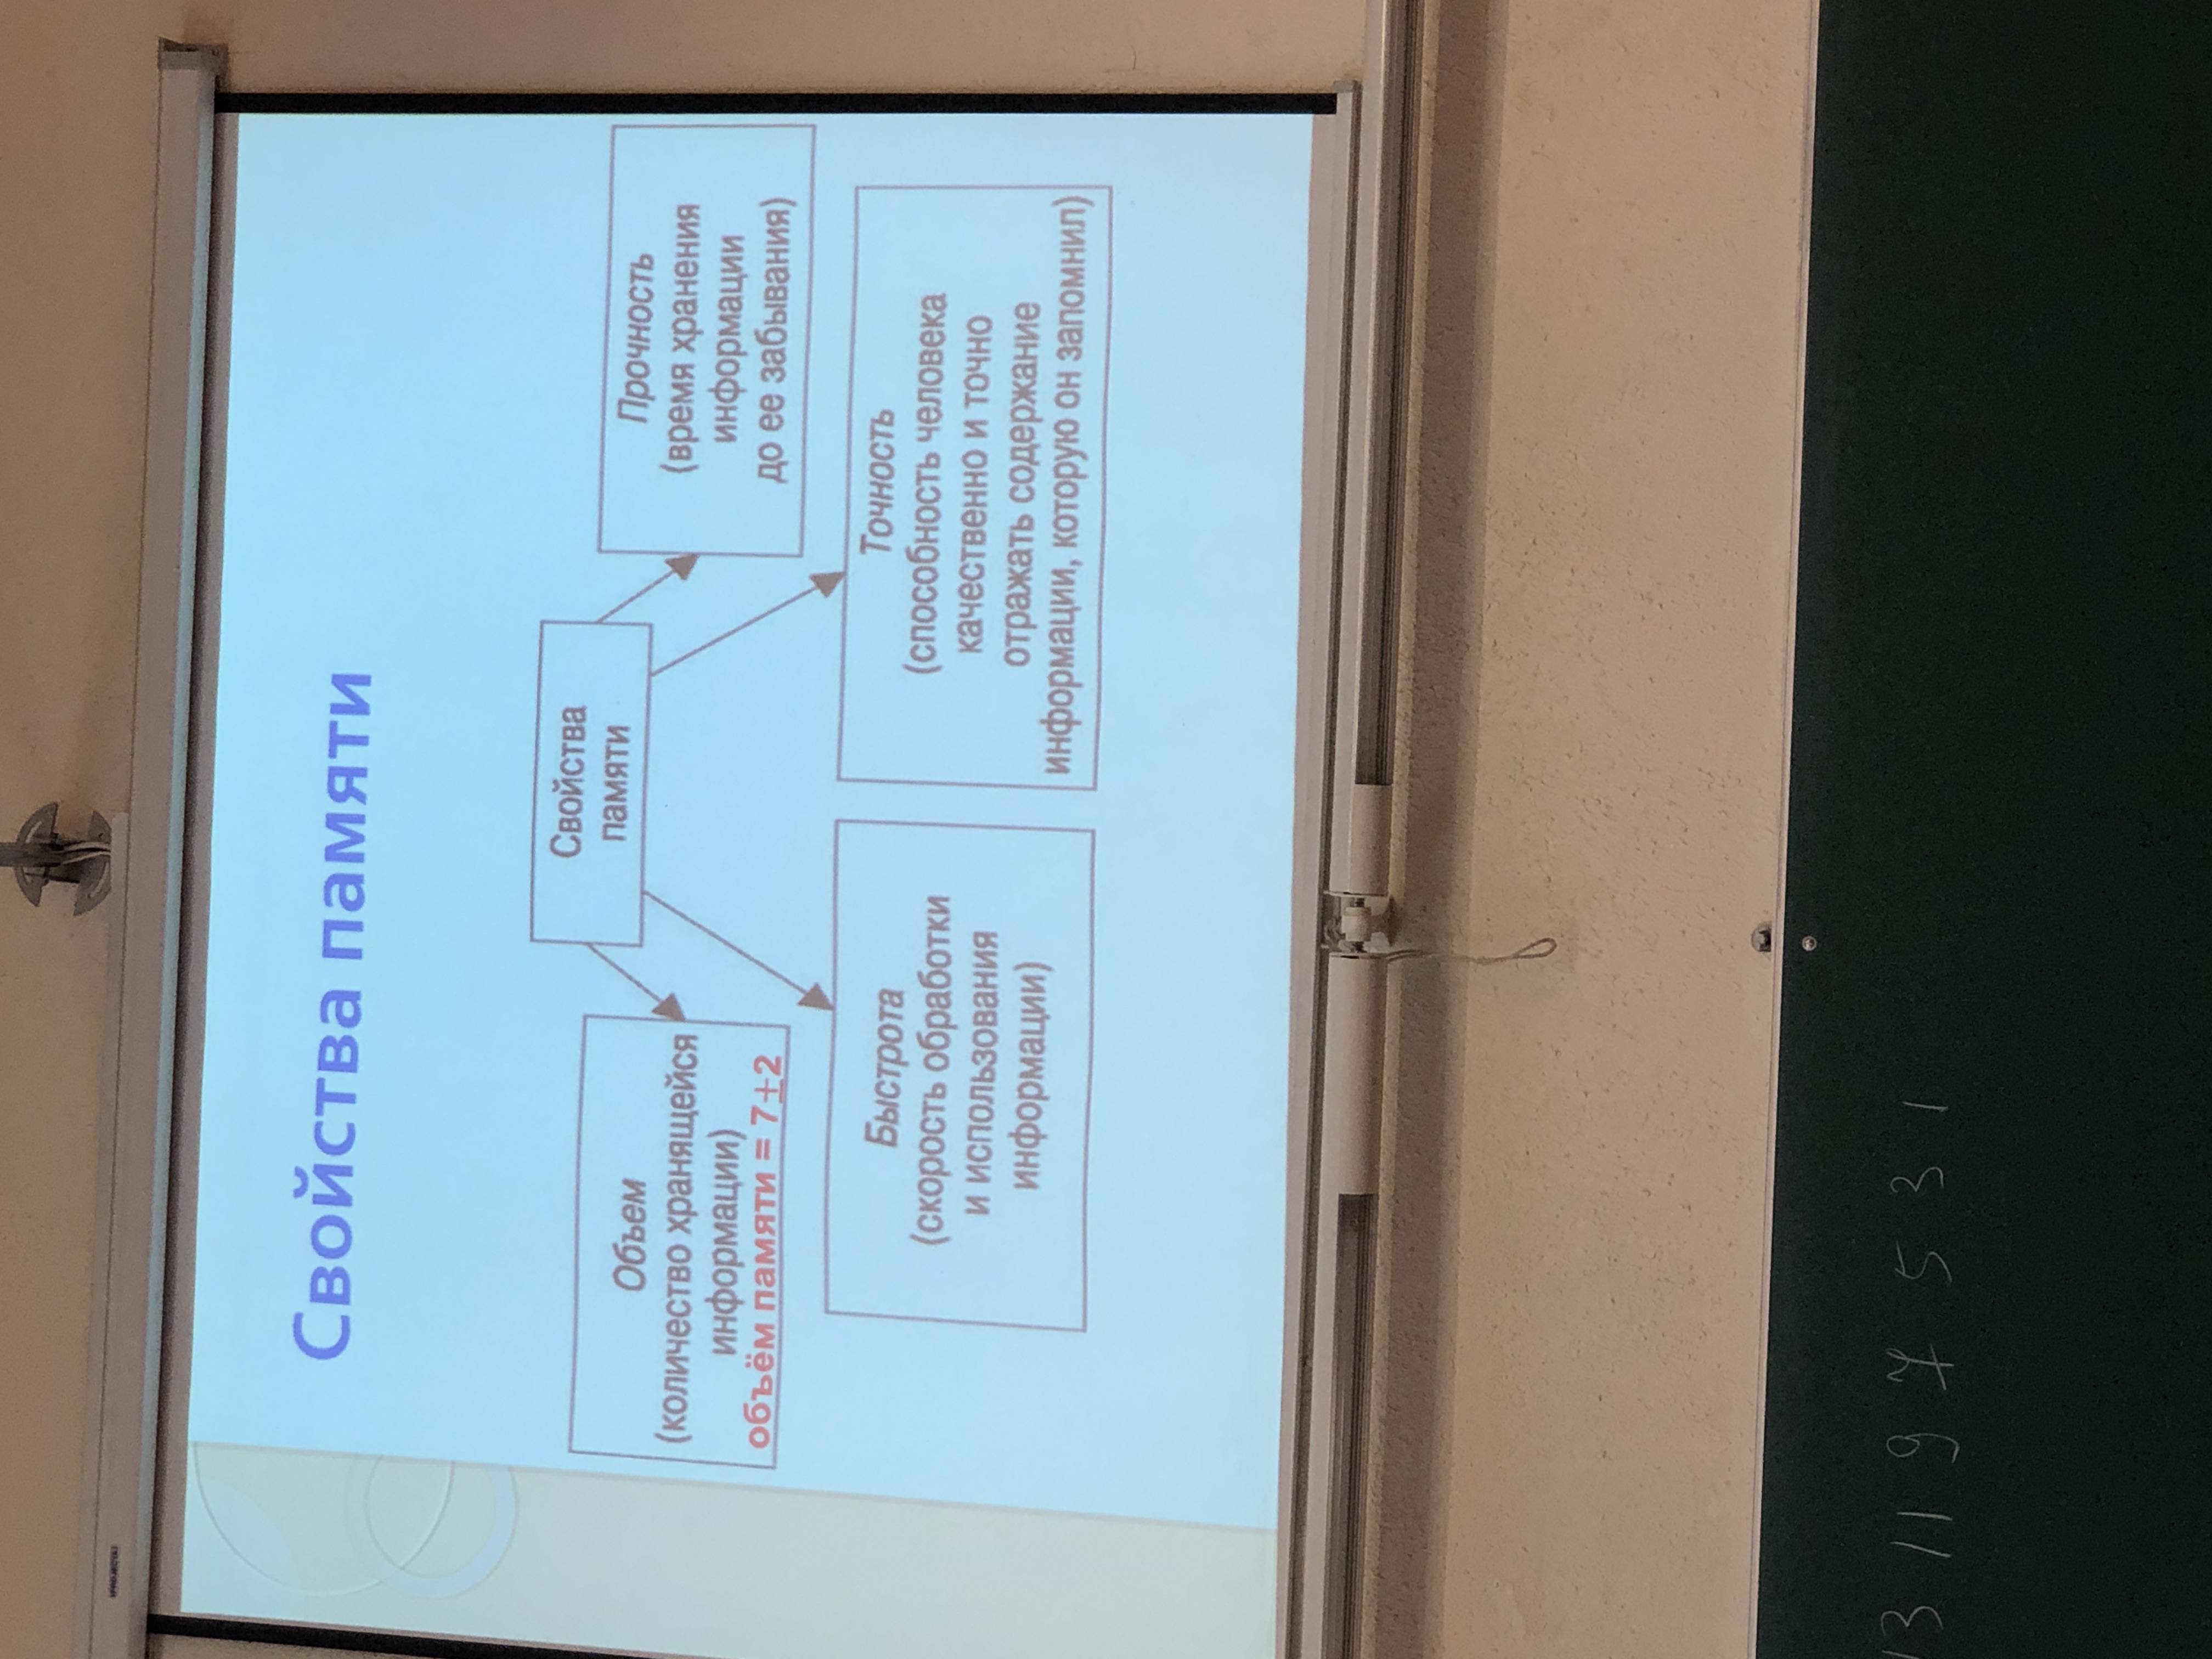 Свойства памяти
Свойства
памяти
Объем
(количество хранящейся
информации)
объём памяти = 7±2
Прочность
(время хранения
информации
до ее забывания)
Быстрота
(скорость обработки
и использования
информации)
Точность
(способность человека
качественно и точно
отражать содержание
информации, которую он запомнил)
13 11 9 7 5 3 1